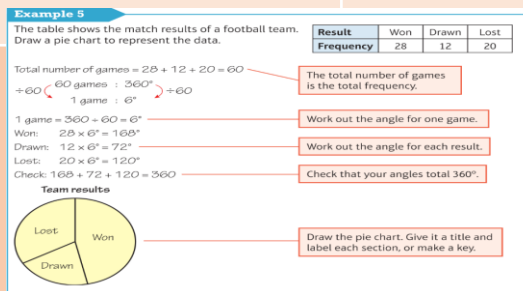 Example 5
The table shows the match results of a football team.
Draw a pie chart to represent the data.
Result Won Drawn Lost
Frequency 28 12 20
Total number of games = 28 + 12 + 20 = 60
The total number of games
is the total frequency.
÷60 60 games : 360° ÷60
1 game : 6°
1 game = 360 ÷ 60 = 6°
Work out the angle for one game.
Won: 28 x 6° = 168°
Drawn: 12 x 6° = 72°
Work out the angle for each result.
Lost: 20 x 6° = 120°
Check: 168 + 72 + 120 = 360
Check that your angles total 360°.
Team results
Lost
Won
Drawn
Draw the pie chart. Give it a title and
label each section, or make a key.